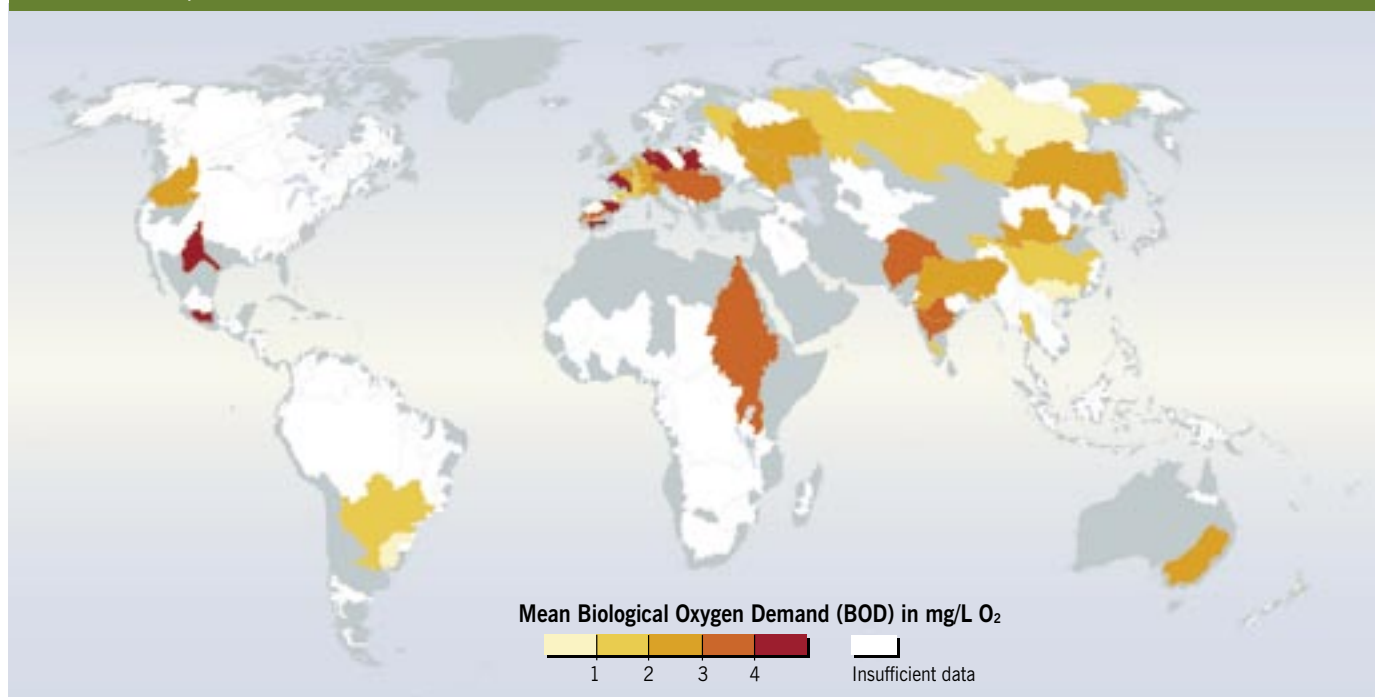 Mean Biological Oxygen Demand (BOD) in mg/L O₂
1 2 3 4
Insufficient data